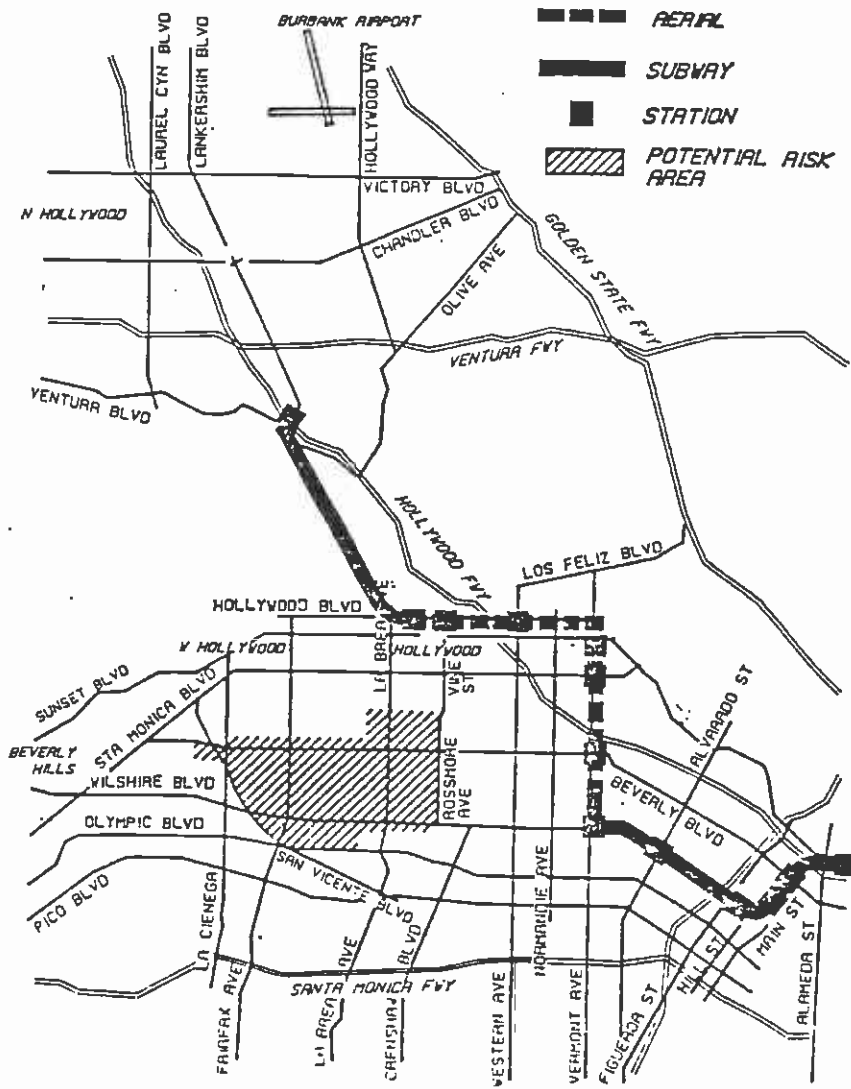 BURBANK AIRPORT
AERIAL
SUBWAY
STATION
POTENTIAL RISK
AREA
LAUREL CYN BLVD
LANKERSHIM BLVD
HOLLYWOOD WAY
VICTORY BLVD
N HOLLYWOOD
CHANDLER BLVD
OLIVE AVE
GOLDEN STATE FWY
VENTURA FWY
VENTURA BLVD
HOLLYWOOD FWY
LOS FELIZ BLVD
HOLLYWOOD BLVD
W HOLLYWOOD
HOLLYWOOD
LA BREA AVE
VINE ST
SUNSET BLVD
STA MONICA BLVD
BEVERLY
HILLS
WILSHIRE BLVD
ROSSMORE
AVE
ALVARADO ST
BEVERLY BLVD
OLYMPIC BLVD
SAN VICENTE BLVD
PICO BLVD
NORMANDIE AVE
LA CIENEGA
SANTA MONICA FWY
FAIRFAX AVE
LA BREA AVE
CRENSHAW
BLVD
WESTERN AVE
VERMONT AVE
FIGUEROA ST
HILL ST
MAIN ST
ALAMEDA ST